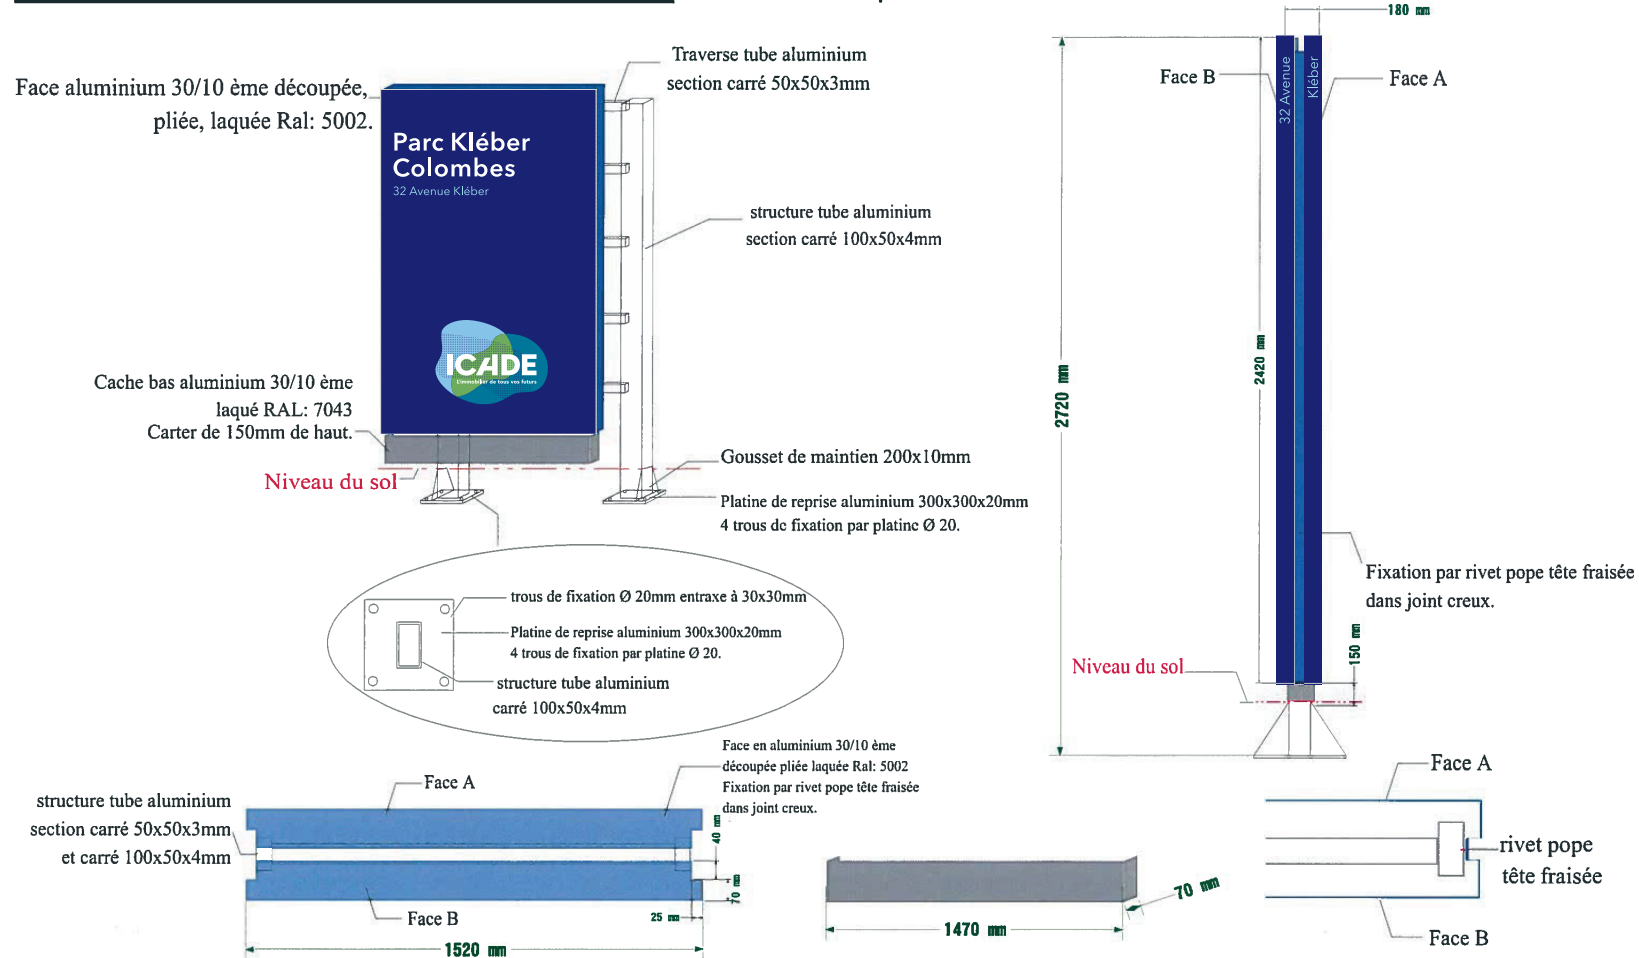 Face aluminium 30/10 ème découpée,
pliée, laquée Ral: 5002.
Traverse tube aluminium
section carré 50x50x3mm
Parc Kléber
Colombes
32 Avenue Kléber
structure tube aluminium
section carré 100x50x4mm
ICADE
L'immobilier de tous vos futurs
Cache bas aluminium 30/10 ème
laqué RAL: 7043
Carter de 150mm de haut.
Niveau du sol
Gousset de maintien 200x10mm
Platine de reprise aluminium 300x300x20mm
4 trous de fixation par platine Ø 20.
trous de fixation Ø 20mm entraxe à 30x30mm
Platine de reprise aluminium 300x300x20mm
4 trous de fixation par platine Ø 20.
structure tube aluminium
carré 100x50x4mm
180 mm
Face B
Face A
32 Avenue
Kléber
2720 mm
2420 mm
Fixation par rivet pope tête fraisée
dans joint creux.
150 mm
Niveau du sol
structure tube aluminium
section carré 50x50x3mm
et carré 100x50x4mm
Face A
Face en aluminium 30/10 ème
découpée pliée laquée Ral: 5002
Fixation par rivet pope tête fraisée
dans joint creux.
40 mm
70 mm
25 mm
Face B
1520 mm
70 mm
1470 mm
Face A
rivet pope
tête fraisée
Face B